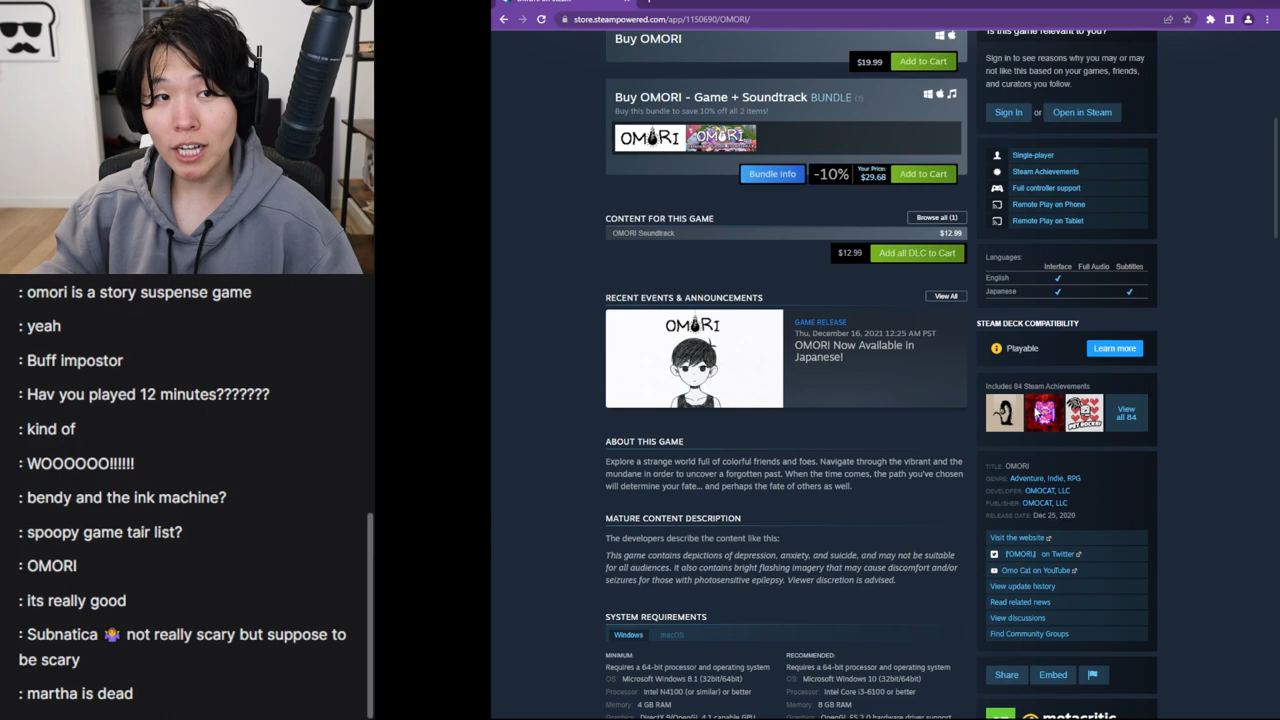 store.steampowered.com/app/1150690/OMORI/
: omori is a story suspense game
: yeah
: Buff impostor
: Hav you played 12 minutes???????
: kind of
: WOOOOOO!!!!!!
: bendy and the ink machine?
: spoopy game tair list?
: OMORI
: its really good
: Subnatica 🤷 not really scary but suppose to
be scary
: martha is dead
Buy OMORI
$19.99 Add to Cart
Buy OMORI - Game + Soundtrack BUNDLE (?)
Buy this bundle to save 10% off all 2 items!
OMORI OMORI
Bundle info -10% Your Price: $29.68 Add to Cart
CONTENT FOR THIS GAME Browse all (1)
OMORI Soundtrack $12.99
$12.99 Add all DLC to Cart
RECENT EVENTS & ANNOUNCEMENTS View All
OMORI
GAME RELEASE
Thu, December 16, 2021 12:25 AM PST
OMORI Now Available in
Japanese!
ABOUT THIS GAME
Explore a strange world full of colorful friends and foes. Navigate through the vibrant and the
mundane in order to uncover a forgotten past. When the time comes, the path you've chosen
will determine your fate... and perhaps the fate of others as well.
MATURE CONTENT DESCRIPTION
The developers describe the content like this:
This game contains depictions of depression, anxiety, and suicide, and may not be suitable
for all audiences. It also contains bright flashing imagery that may cause discomfort and/or
seizures for those with photosensitive epilepsy. Viewer discretion is advised.
SYSTEM REQUIREMENTS
Windows macOS
MINIMUM:
Requires a 64-bit processor and operating system
OS: Microsoft Windows 8.1 (32bit/64bit)
Processor: Intel N4100 (or similar) or better
Memory: 4 GB RAM
Graphics: DirectX 9/OpenGL 4.1 capable GPU
RECOMMENDED:
Requires a 64-bit processor and operating system
OS: Microsoft Windows 10 (32bit/64bit)
Processor: Intel Core i3-6100 or better
Memory: 8 GB RAM
Graphics: OpenGL ES 2.0 hardware driver support
Is this game relevant to you?
Sign in to see reasons why you may or
may not like this based on your games, friends,
and curators you follow.
Sign In or Open in Steam
Single-player
Steam Achievements
Full controller support
Remote Play on Phone
Remote Play on Tablet
Languages:
Interface Full Audio Subtitles
English ✔
Japanese ✔ ✔
STEAM DECK COMPATIBILITY
Playable Learn more
Includes 84 Steam Achievements
View
all 84
TITLE: OMORI
GENRE: Adventure, Indie, RPG
DEVELOPER: OMOCAT, LLC
PUBLISHER: OMOCAT, LLC
RELEASE DATE: Dec 25, 2020
Visit the website
『OMORI』 on Twitter
Omo Cat on YouTube
View update history
Read related news
View discussions
Find Community Groups
Share Embed
metacritic